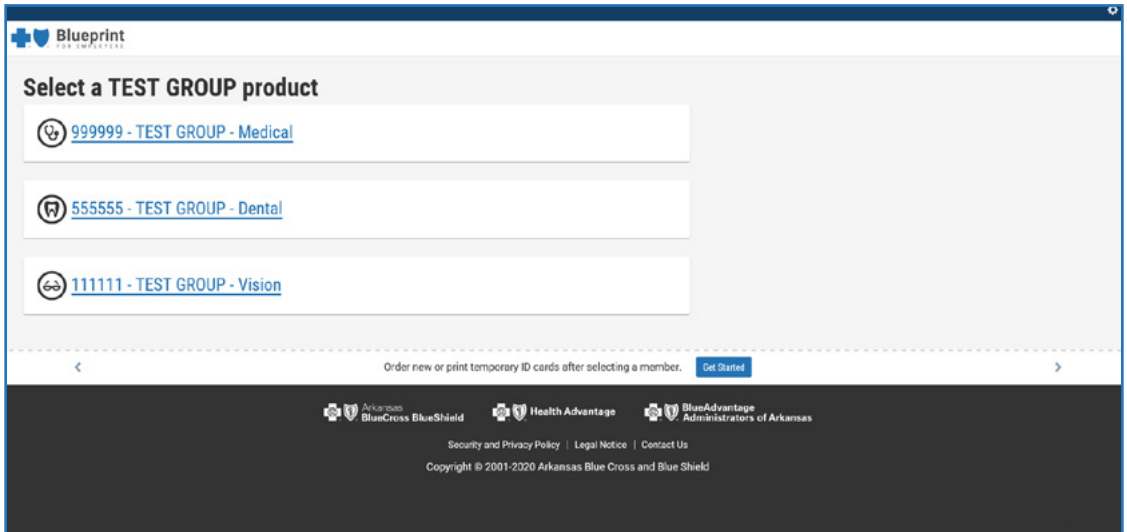 Blueprint
FOR EMPLOYERS
Select a TEST GROUP product
999999 - TEST GROUP - Medical
555555 - TEST GROUP - Dental
111111 - TEST GROUP - Vision
Order new or print temporary ID cards after selecting a member. Get Started
Arkansas
BlueCross BlueShield
Health Advantage
BlueAdvantage
Administrators of Arkansas
Security and Privacy Policy | Legal Notice | Contact Us
Copyright © 2001-2020 Arkansas Blue Cross and Blue Shield